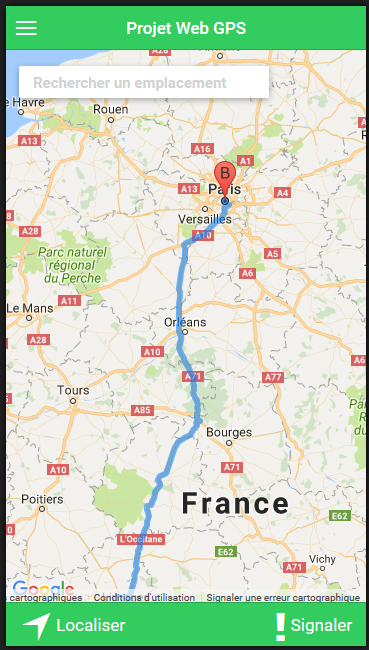 Projet Web GPS
Rechercher un emplacement
Le Havre
Rouen
A13
A16
A1
A13
B
Paris
A4
Versailles
A28
A10
A5
Parc naturel
régional
du Perche
A6
A11
Le Mans
Orléans
A28
A10
A6
A71
A77
Tours
A85
Bourges
A71
A10
Poitiers
France
E62
L'Occitane
E62
Vichy
A71
A89
Google
cartographiques
Conditions d'utilisation
Signaler une erreur cartographique
Localiser
Signaler